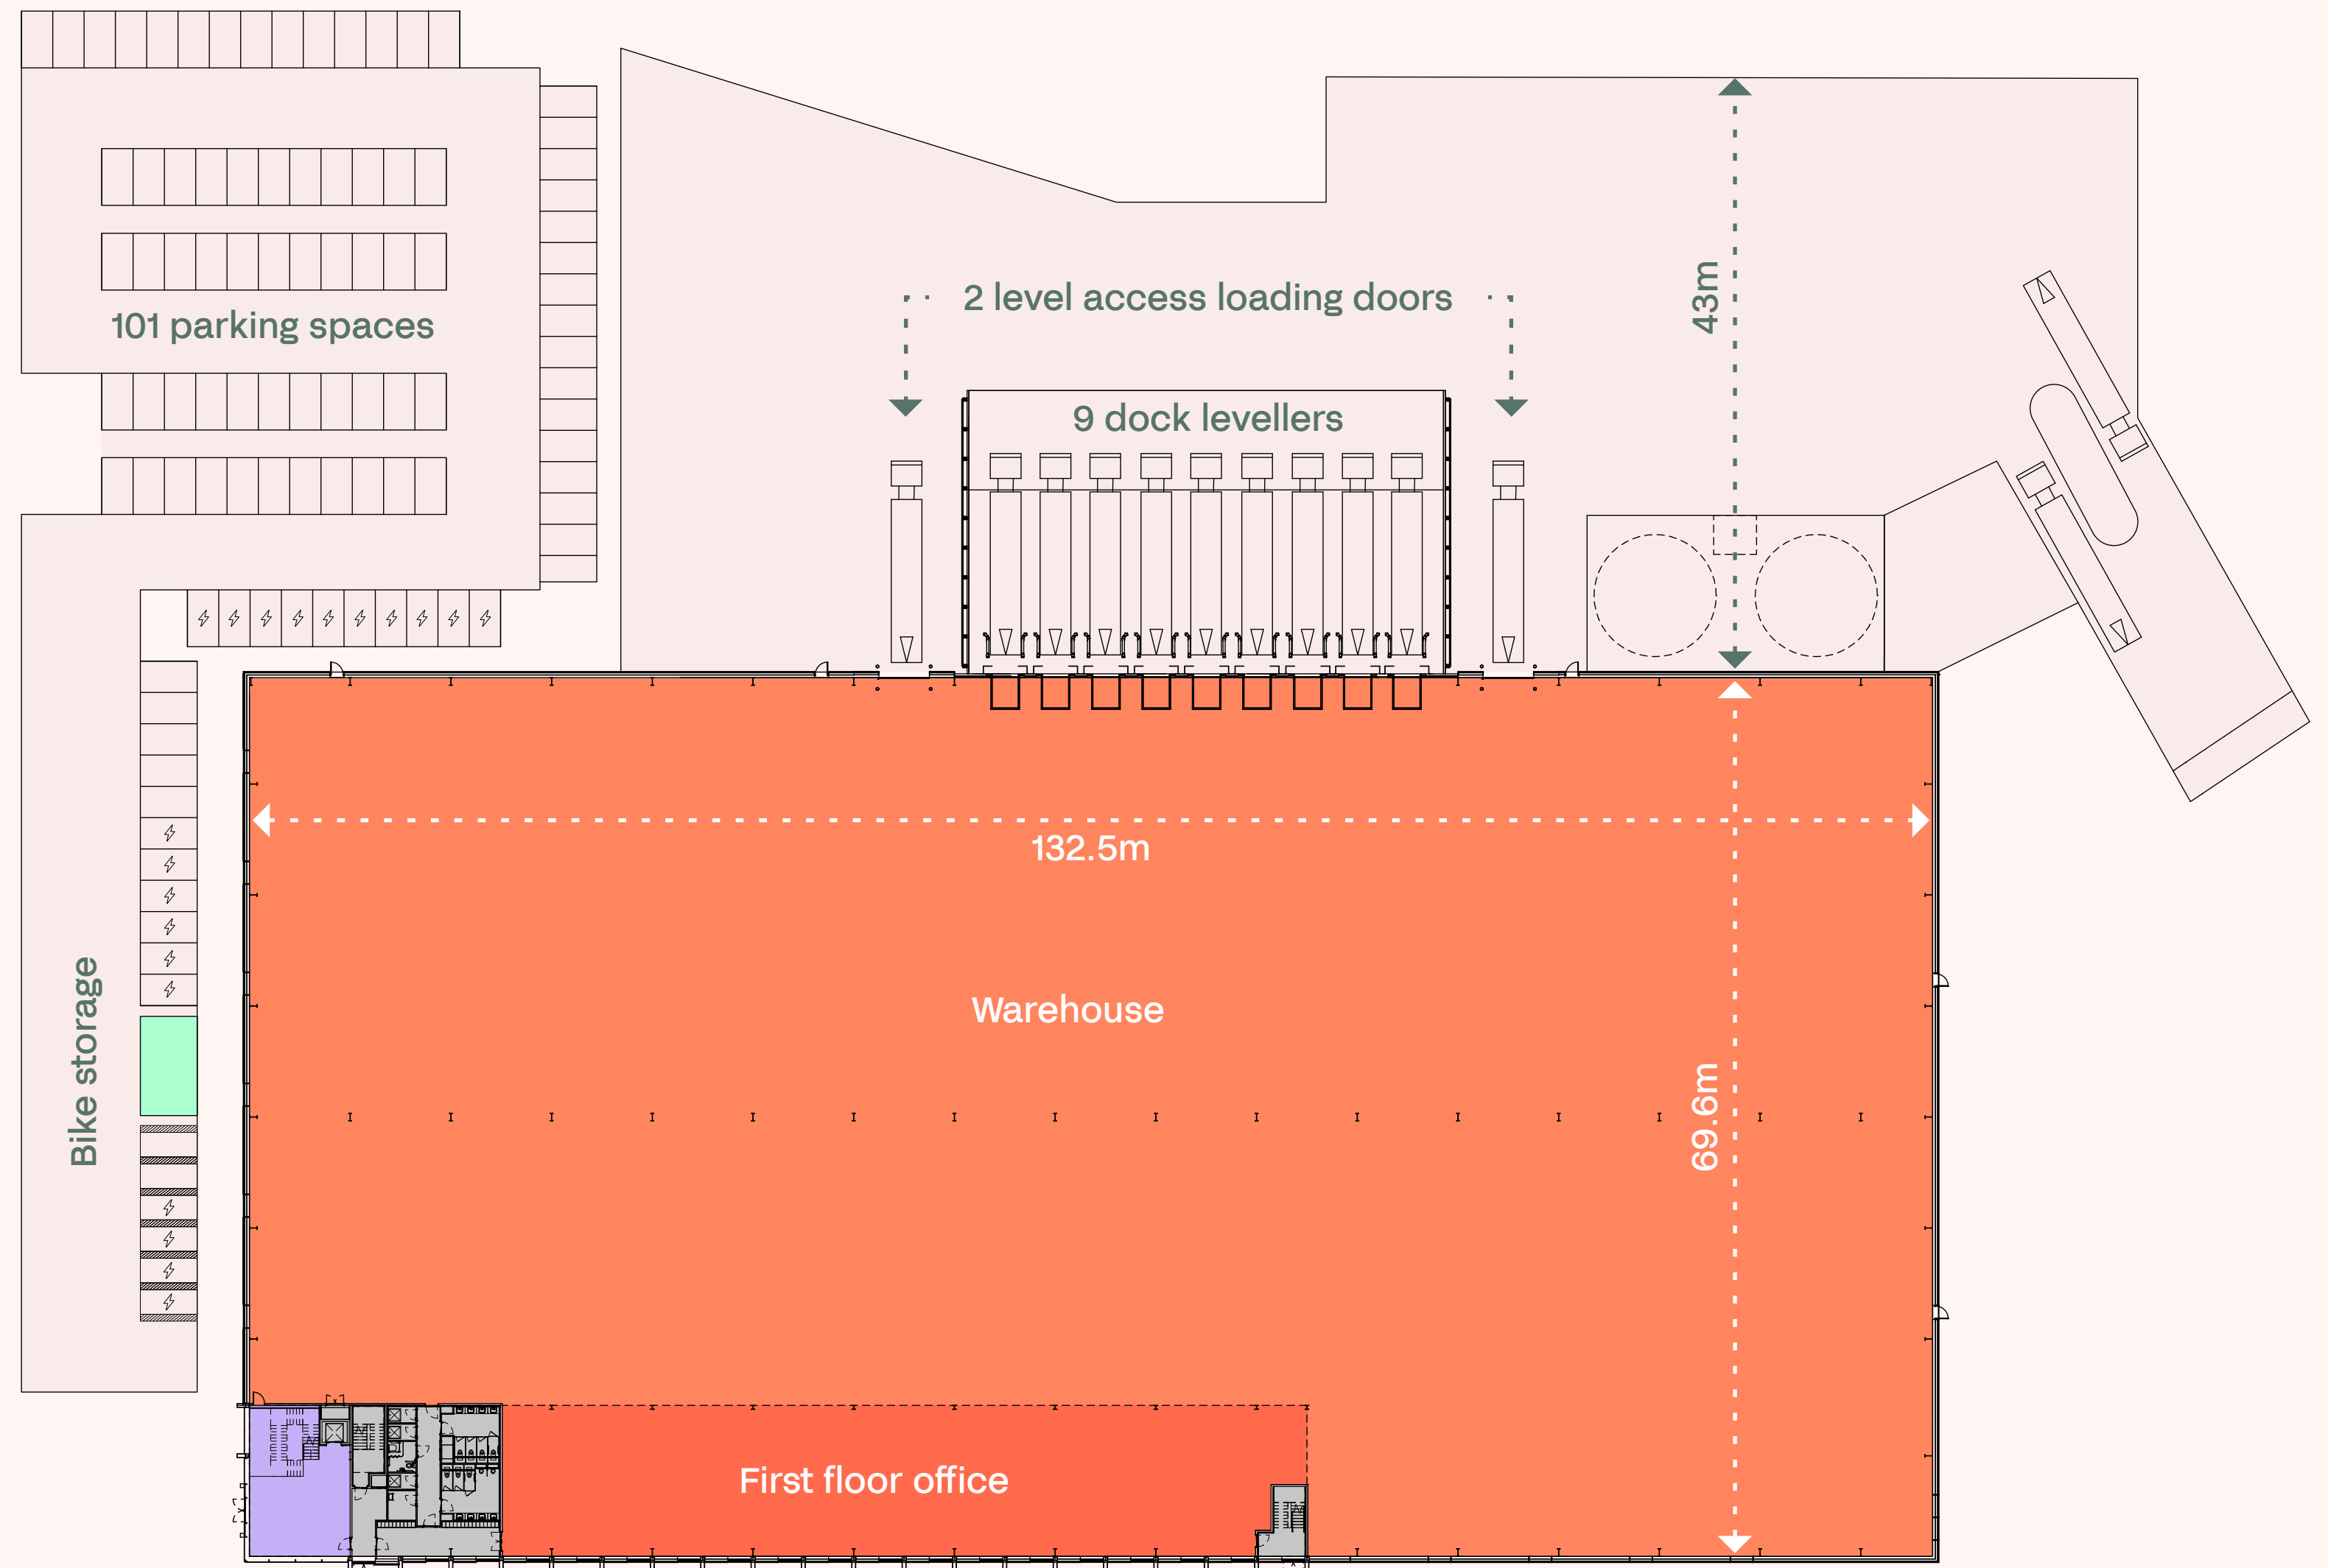 43m
2 level access loading doors
101 parking spaces
9 dock levellers
132.5m
Warehouse
Bike storage
69.6m
First floor office